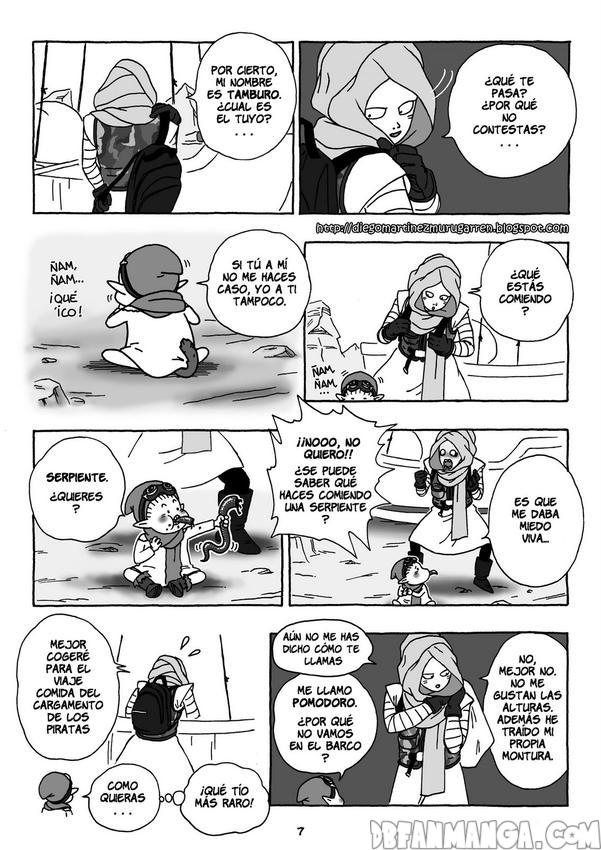 POR CIERTO,
MI NOMBRE
ES TAMBURO.
¿CUAL ES
EL TUYO?
...
¿QUÉ TE
PASA?
¿POR QUÉ
NO
CONTESTAS?
...
http://diegomartinezmurugarren.blogspot.com
ÑAM,
ÑAM...
¡QUÉ
'ICO!
SI TÚ A MÍ
NO ME HACES
CASO, YO A TI
TAMPOCO.
¿QUÉ
ESTÁS
COMIENDO
?
ÑAM,
ÑAM...
SERPIENTE.
¿QUIERES
?
¡¡NOOO, NO
QUIERO!!
¿SE PUEDE
SABER QUÉ
HACES COMIENDO
UNA SERPIENTE
?
ES QUE
ME DABA
MIEDO
VIVA...
MEJOR
COGERÉ
PARA EL
VIAJE
COMIDA DEL
CARGAMENTO
DE LOS
PIRATAS
COMO
QUIERAS
...
¡QUÉ TÍO
MÁS RARO!
AÚN NO ME HAS
DICHO CÓMO TE
LLAMAS
ME LLAMO
POMODORO.
¿POR QUÉ
NO VAMOS
EN EL BARCO
?
NO,
MEJOR NO.
NO ME
GUSTAN LAS
ALTURAS.
ADEMÁS HE
TRAÍDO MI
PROPIA
MONTURA.
7
DBFANMANGA.COM